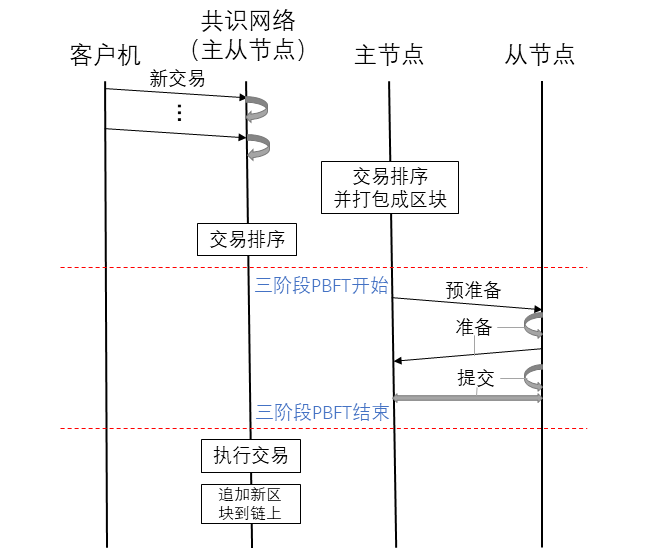 共识网络
（主从节点）
客户机
主节点
从节点
新交易
...
交易排序
并打包成区块
交易排序
三阶段PBFT开始
预准备
准备
提交
三阶段PBFT结束
执行交易
追加新区
块到链上